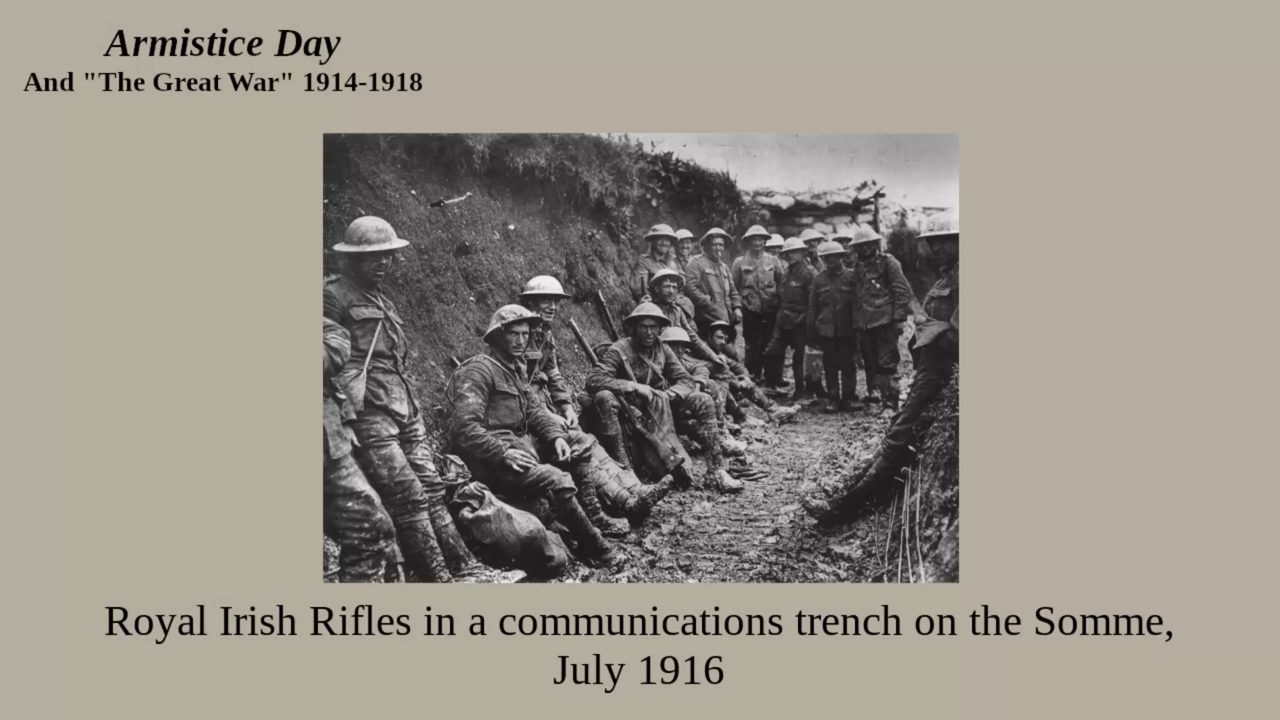 Armistice Day
And "The Great War" 1914-1918
Royal Irish Rifles in a communications trench on the Somme,
July 1916